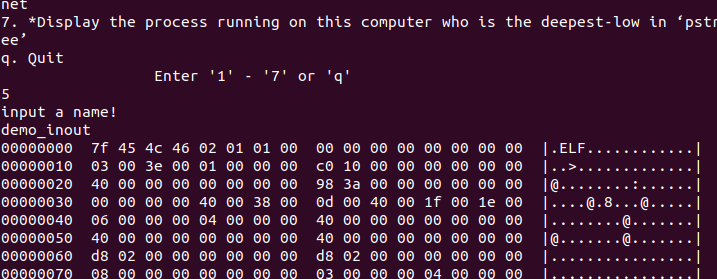 net
7. *Display the process running on this computer who is the deepest-low in ‘pstr
ee’
q. Quit
Enter '1' - '7' or 'q'
5
input a name!
demo_inout
00000000  7f 45 4c 46 02 01 01 00  00 00 00 00 00 00 00 00  |.ELF............|
00000010  03 00 3e 00 01 00 00 00  c0 10 00 00 00 00 00 00  |..>.............|
00000020  40 00 00 00 00 00 00 00  98 3a 00 00 00 00 00 00  |@........:......|
00000030  00 00 00 00 40 00 38 00  0d 00 40 00 1f 00 1e 00  |....@.8...@.....|
00000040  06 00 00 00 04 00 00 00  40 00 00 00 00 00 00 00  |........@.......|
00000050  40 00 00 00 00 00 00 00  40 00 00 00 00 00 00 00  |@.......@.......|
00000060  d8 02 00 00 00 00 00 00  d8 02 00 00 00 00 00 00  |................|
00000070  08 00 00 00 00 00 00 00  03 00 00 00 04 00 00 00  |................|